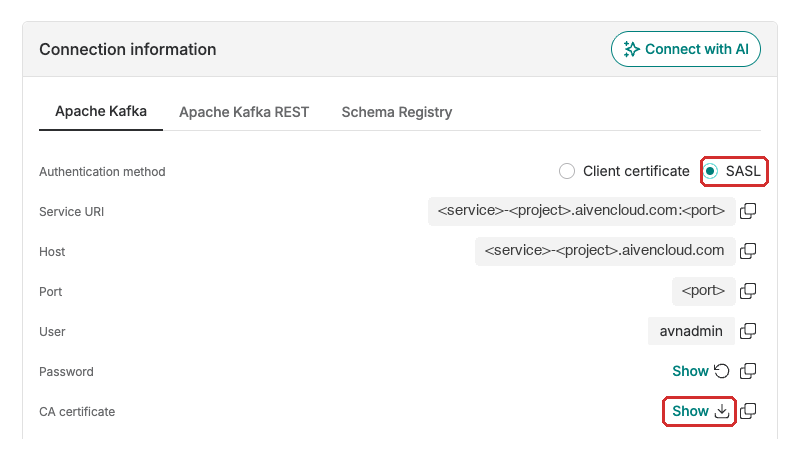 Connection information
Connect with AI
Apache Kafka
Apache Kafka REST
Schema Registry
Authentication method
Client certificate
SASL
Service URI
<service>-<project>.aivencloud.com:<port>
Host
<service>-<project>.aivencloud.com
Port
<port>
User
avnadmin
Password
Show
CA certificate
Show